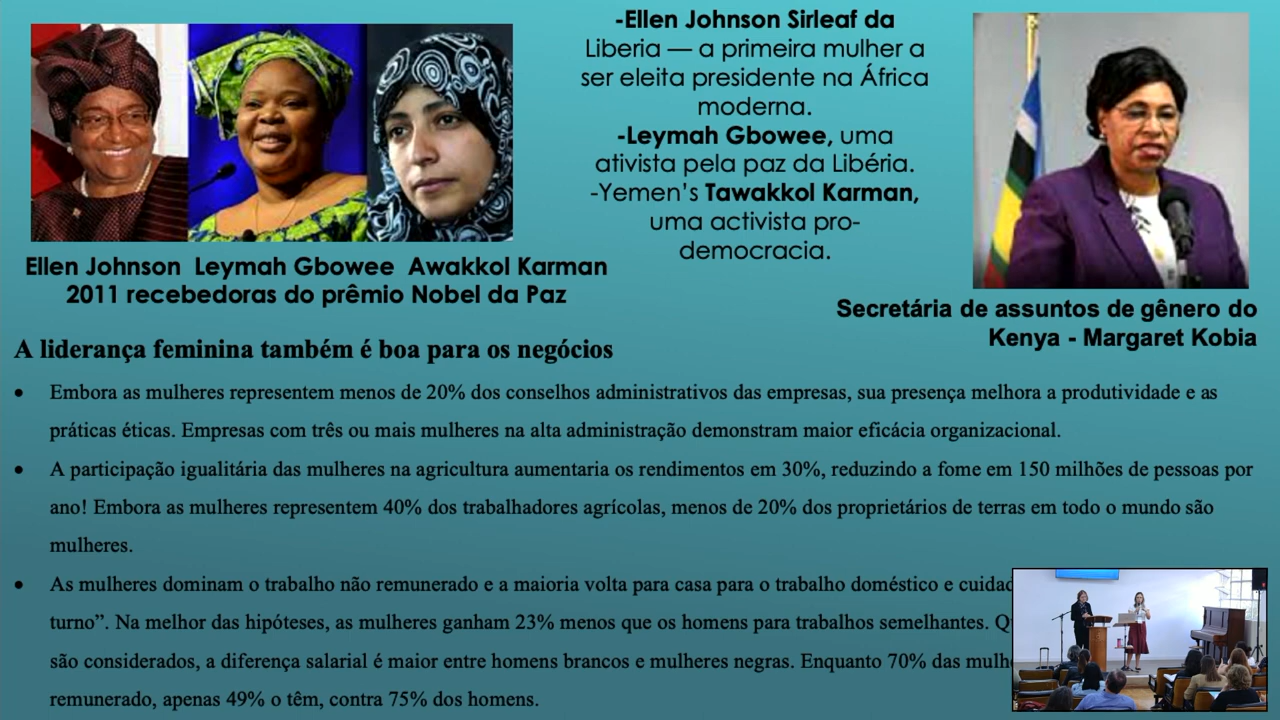 -Ellen Johnson Sirleaf da
Liberia — a primeira mulher a
ser eleita presidente na África
moderna.
-Leymah Gbowee, uma
ativista pela paz da Libéria.
-Yemen’s Tawakkol Karman,
uma activista pro-
democracia.
Ellen Johnson Leymah Gbowee Awakkol Karman
2011 recebedoras do prêmio Nobel da Paz
Secretária de assuntos de gênero do
Kenya - Margaret Kobia
A liderança feminina também é boa para os negócios
• Embora as mulheres representem menos de 20% dos conselhos administrativos das empresas, sua presença melhora a produtividade e as
práticas éticas. Empresas com três ou mais mulheres na alta administração demonstram maior eficácia organizacional.
• A participação igualitária das mulheres na agricultura aumentaria os rendimentos em 30%, reduzindo a fome em 150 milhões de pessoas por
ano! Embora as mulheres representem 40% dos trabalhadores agrícolas, menos de 20% dos proprietários de terras em todo o mundo são
mulheres.
• As mulheres dominam o trabalho não remunerado e a maioria volta para casa para o trabalho doméstico e
turno”. Na melhor das hipóteses, as mulheres ganham 23% menos que os homens para trabalhos semelhantes.
são considerados, a diferença salarial é maior entre homens brancos e mulheres negras. Enquanto 70% das
remunerado, apenas 49% o têm, contra 75% dos homens.